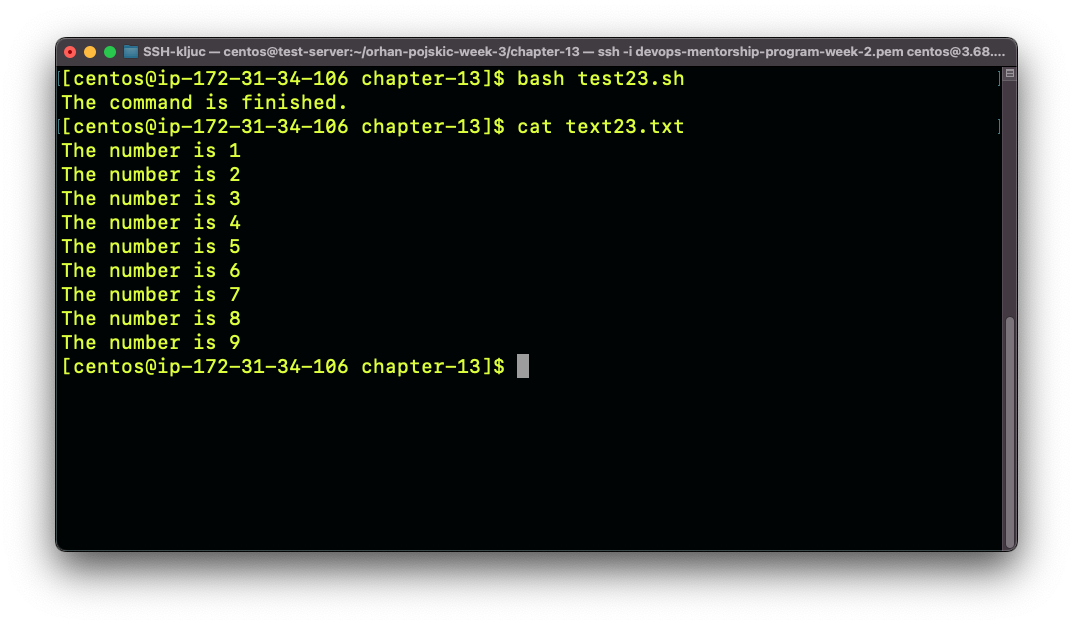 SSH-kljuc — centos@test-server:~/orhan-pojskic-week-3/chapter-13 — ssh -i devops-mentorship-program-week-2.pem centos@3.68....
[centos@ip-172-31-34-106 chapter-13]$ bash test23.sh
The command is finished.
[centos@ip-172-31-34-106 chapter-13]$ cat text23.txt
The number is 1
The number is 2
The number is 3
The number is 4
The number is 5
The number is 6
The number is 7
The number is 8
The number is 9
[centos@ip-172-31-34-106 chapter-13]$